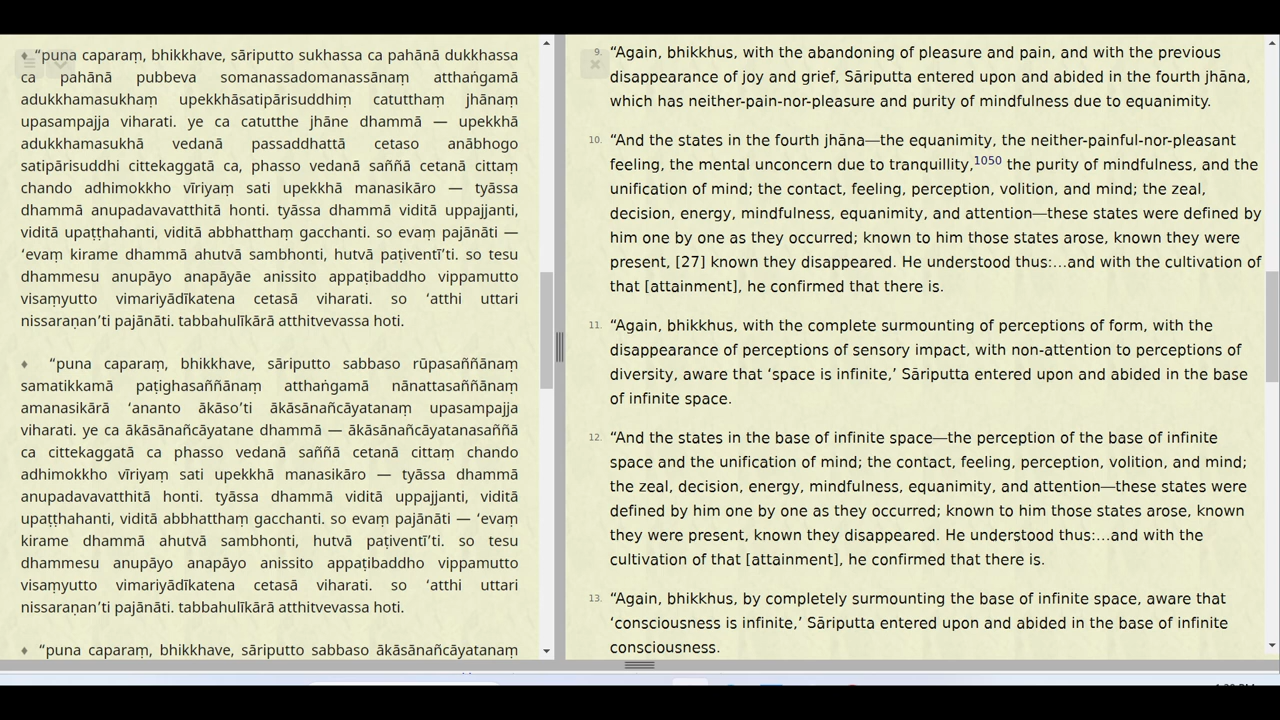 ♦ “puna caparaṃ, bhikkhave, sāriputto sukhassa ca pahānā dukkhassa
ca pahānā pubbeva somanassadomanassānaṃ atthaṅgamā
adukkhamasukhaṃ upekkhāsatipārisuddhiṃ catutthaṃ jhānaṃ
upasampajja viharati. ye ca catutthe jhāne dhammā — upekkhā
adukkhamasukhā vedanā passaddhattā cetaso anābhogo
satipārisuddhi cittekaggatā ca, phasso vedanā saññā cetanā cittaṃ
chando adhimokkho vīriyaṃ sati upekkhā manasikāro — tyāssa
dhammā anupadavavatthitā honti. tyāssa dhammā viditā uppajjanti,
viditā upaṭṭhahanti, viditā abbhatthaṃ gacchanti. so evaṃ pajānāti —
‘evaṃ kirame dhammā ahutvā sambhonti, hutvā paṭiventī’ti. so tesu
dhammesu anupāyo anapāyāe anissito appaṭibaddho vippamutto
visaṃyutto vimariyādīkatena cetasā viharati. so ‘atthi uttari
nissaraṇan’ti pajānāti. tabbahulīkārā atthitvevassa hoti.
♦ “puna caparaṃ, bhikkhave, sāriputto sabbaso rūpasaññānaṃ
samatikkamā paṭighasaññānaṃ atthaṅgamā nānattasaññānaṃ
amanasikārā ‘ananto ākāso’ti ākāsānañcāyatanaṃ upasampajja
viharati. ye ca ākāsānañcāyatane dhammā — ākāsānañcāyatanasaññā
ca cittekaggatā ca phasso vedanā saññā cetanā cittaṃ chando
adhimokkho vīriyaṃ sati upekkhā manasikāro — tyāssa dhammā
anupadavavatthitā honti. tyāssa dhammā viditā uppajjanti, viditā
upaṭṭhahanti, viditā abbhatthaṃ gacchanti. so evaṃ pajānāti — ‘evaṃ
kirame dhammā ahutvā sambhonti, hutvā paṭiventī’ti. so tesu
dhammesu anupāyo anapāyo anissito appaṭibaddho vippamutto
visaṃyutto vimariyādīkatena cetasā viharati. so ‘atthi uttari
nissaraṇan’ti pajānāti. tabbahulīkārā atthitvevassa hoti.
♦ “puna caparaṃ, bhikkhave, sāriputto sabbaso ākāsānañcāyatanaṃ
9. “Again, bhikkhus, with the abandoning of pleasure and pain, and with the previous
disappearance of joy and grief, Sāriputta entered upon and abided in the fourth jhāna,
which has neither-pain-nor-pleasure and purity of mindfulness due to equanimity.
10. “And the states in the fourth jhāna—the equanimity, the neither-painful-nor-pleasant
feeling, the mental unconcern due to tranquillity,1050 the purity of mindfulness, and the
unification of mind; the contact, feeling, perception, volition, and mind; the zeal,
decision, energy, mindfulness, equanimity, and attention—these states were defined by
him one by one as they occurred; known to him those states arose, known they were
present, [27] known they disappeared. He understood thus:…and with the cultivation of
that [attainment], he confirmed that there is.
11. “Again, bhikkhus, with the complete surmounting of perceptions of form, with the
disappearance of perceptions of sensory impact, with non-attention to perceptions of
diversity, aware that ‘space is infinite,’ Sāriputta entered upon and abided in the base
of infinite space.
12. “And the states in the base of infinite space—the perception of the base of infinite
space and the unification of mind; the contact, feeling, perception, volition, and mind;
the zeal, decision, energy, mindfulness, equanimity, and attention—these states were
defined by him one by one as they occurred; known to him those states arose, known
they were present, known they disappeared. He understood thus:…and with the
cultivation of that [attainment], he confirmed that there is.
13. “Again, bhikkhus, by completely surmounting the base of infinite space, aware that
‘consciousness is infinite,’ Sāriputta entered upon and abided in the base of infinite
consciousness.